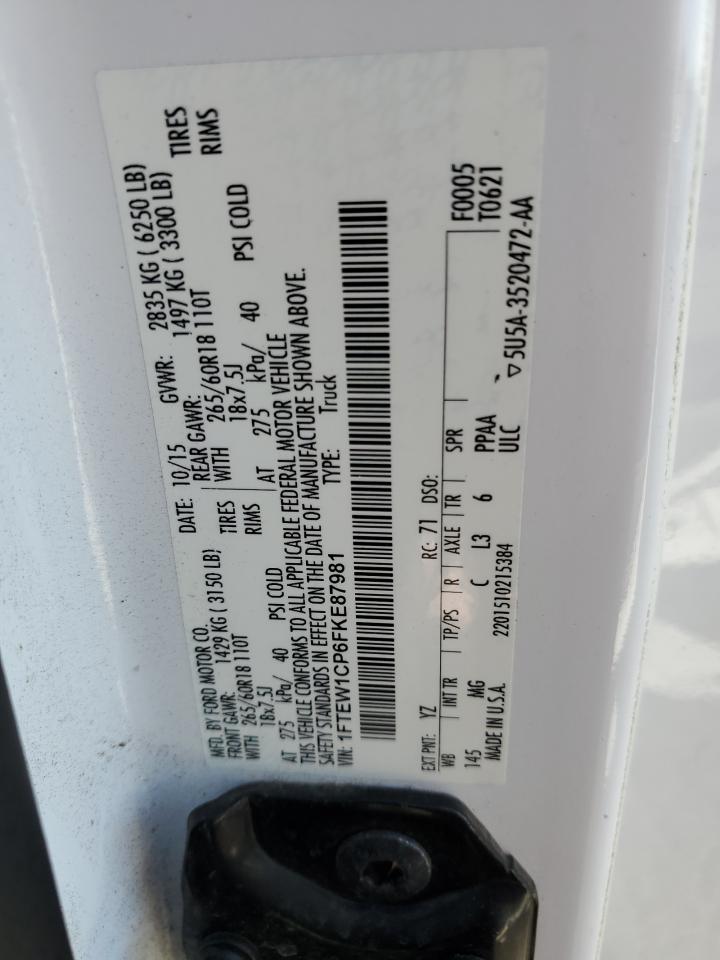 MFD. BY FORD MOTOR CO.
DATE: 10/15 GVWR: 2835 KG ( 6250 LB)
FRONT GAWR: 1429 KG ( 3150 LB) REAR GAWR: 1497 KG ( 3300 LB)
WITH 265/60R18 110T TIRES WITH 265/60R18 110T TIRES
18x7.5J RIMS 18x7.5J RIMS
AT 275 kPa/ 40 PSI COLD AT 275 kPa/ 40 PSI COLD
THIS VEHICLE CONFORMS TO ALL APPLICABLE FEDERAL MOTOR VEHICLE
SAFETY STANDARDS IN EFFECT ON THE DATE OF MANUFACTURE SHOWN ABOVE.
VIN: 1FTEW1CP6FKE87981 TYPE: Truck
F0005
T0621
EXT PNT: YZ RC: 71 DSO:
WB INT TR TP/PS R AXLE TR SPR
145 MG C L3 6 PPAA
MADE IN U.S.A. 2201510215384 ULC
▽5U5A-3520472-AA